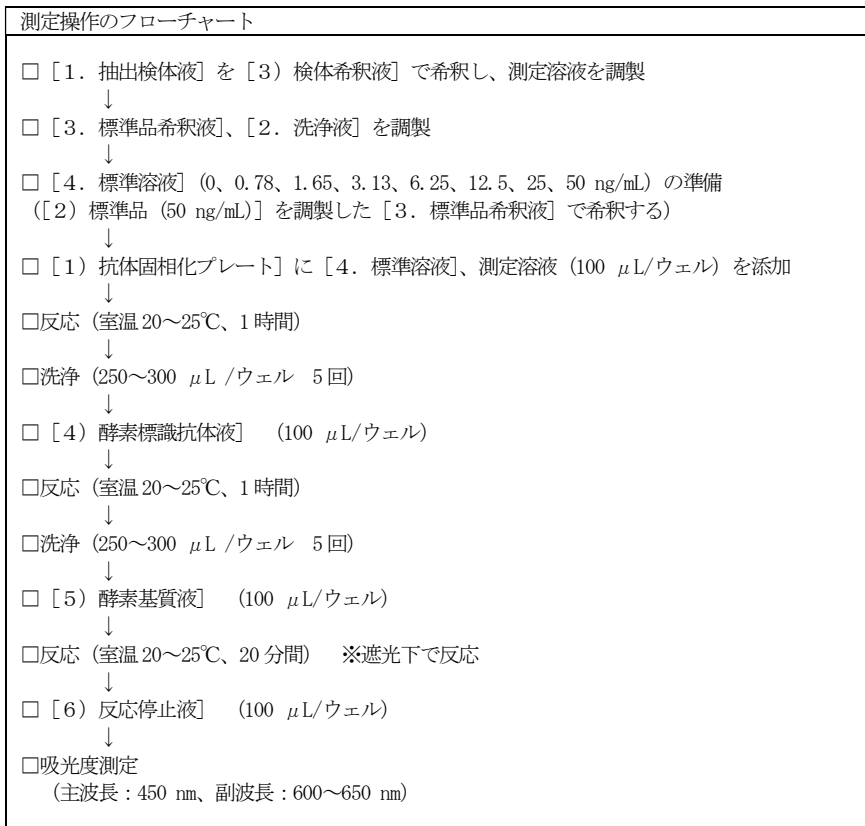 測定操作のフローチャート
□［1．抽出検体液］を［3）検体希釈液］で希釈し、測定溶液を調製
↓
□［3．標準品希釈液］、［2．洗浄液］を調製
↓
□［4．標準溶液］（0、0.78、1.65、3.13、6.25、12.5、25、50 ng/mL）の準備
（［2）標準品（50 ng/mL)］を調製した［3．標準品希釈液］で希釈する）
↓
□［1）抗体固相化プレート］に［4．標準溶液］、測定溶液（100 μL/ウェル）を添加
↓
□反応（室温 20～25℃、1 時間）
↓
□洗浄（250～300 μL /ウェル　5 回）
↓
□［4）酵素標識抗体液］　（100 μL/ウェル）
↓
□反応（室温 20～25℃、1 時間）
↓
□洗浄（250～300 μL /ウェル　5 回）
↓
□［5）酵素基質液］　（100 μL/ウェル）
↓
□反応（室温 20～25℃、20 分間）　※遮光下で反応
↓
□［6）反応停止液］　（100 μL/ウェル）
↓
□吸光度測定
（主波長：450 nm、副波長：600～650 nm）